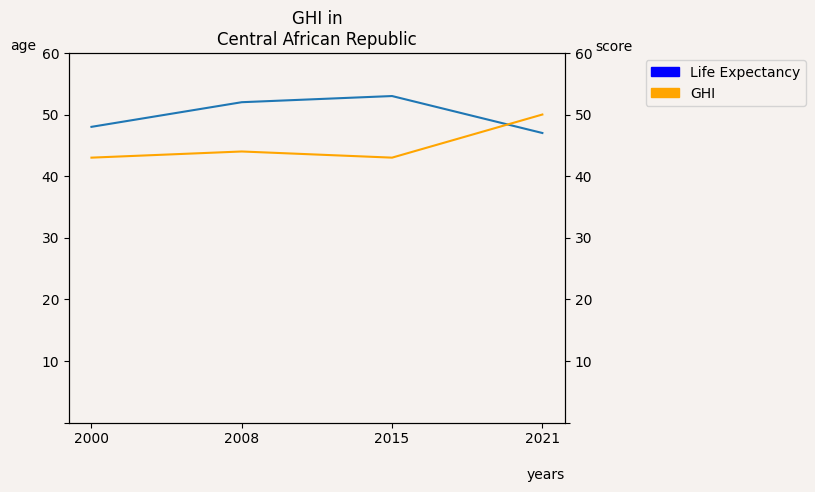 GHI in
Central African Republic
age
score
60
50
40
30
20
10
60
50
40
30
20
10
2000
2008
2015
2021
years
Life Expectancy
GHI